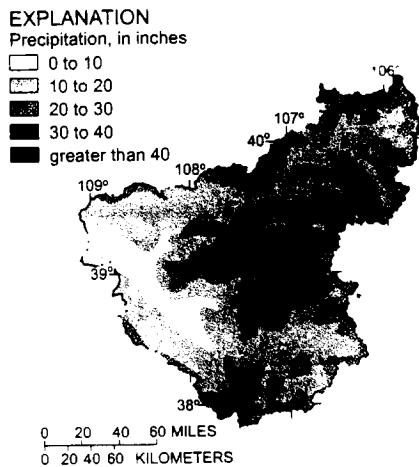 EXPLANATION
Precipitation, in inches
0 to 10
10 to 20
20 to 30
30 to 40
greater than 40
106°
107°
40°
108°
109°
39°
38°
0 20 40 60 MILES
0 20 40 60 KILOMETERS